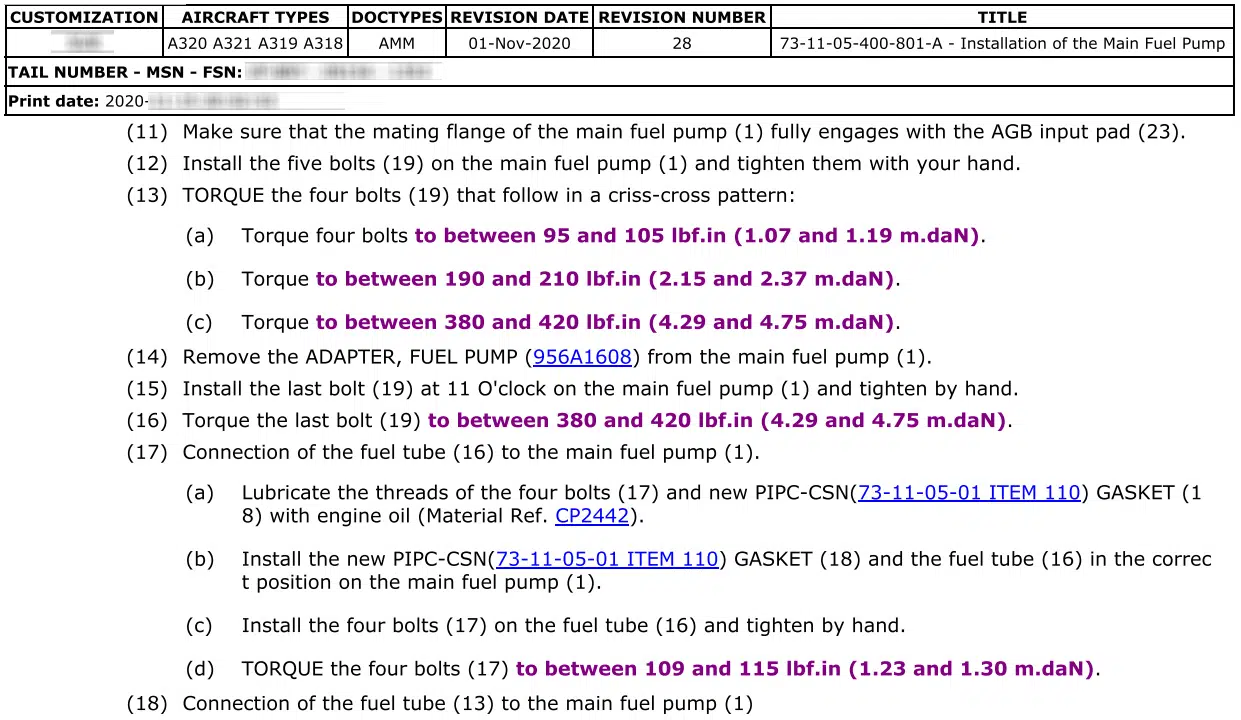 CUSTOMIZATION AIRCRAFT TYPES DOCTYPES REVISION DATE REVISION NUMBER TITLE
A320 A321 A319 A318 AMM 01-Nov-2020 28 73-11-05-400-801-A - Installation of the Main Fuel Pump
TAIL NUMBER - MSN - FSN:
Print date: 2020-
(11) Make sure that the mating flange of the main fuel pump (1) fully engages with the AGB input pad (23).
(12) Install the five bolts (19) on the main fuel pump (1) and tighten them with your hand.
(13) TORQUE the four bolts (19) that follow in a criss-cross pattern:
(a) Torque four bolts to between 95 and 105 lbf.in (1.07 and 1.19 m.daN).
(b) Torque to between 190 and 210 lbf.in (2.15 and 2.37 m.daN).
(c) Torque to between 380 and 420 lbf.in (4.29 and 4.75 m.daN).
(14) Remove the ADAPTER, FUEL PUMP (956A1608) from the main fuel pump (1).
(15) Install the last bolt (19) at 11 O'clock on the main fuel pump (1) and tighten by hand.
(16) Torque the last bolt (19) to between 380 and 420 lbf.in (4.29 and 4.75 m.daN).
(17) Connection of the fuel tube (16) to the main fuel pump (1).
(a) Lubricate the threads of the four bolts (17) and new PIPC-CSN(73-11-05-01 ITEM 110) GASKET (1
8) with engine oil (Material Ref. CP2442).
(b) Install the new PIPC-CSN(73-11-05-01 ITEM 110) GASKET (18) and the fuel tube (16) in the correc
t position on the main fuel pump (1).
(c) Install the four bolts (17) on the fuel tube (16) and tighten by hand.
(d) TORQUE the four bolts (17) to between 109 and 115 lbf.in (1.23 and 1.30 m.daN).
(18) Connection of the fuel tube (13) to the main fuel pump (1)